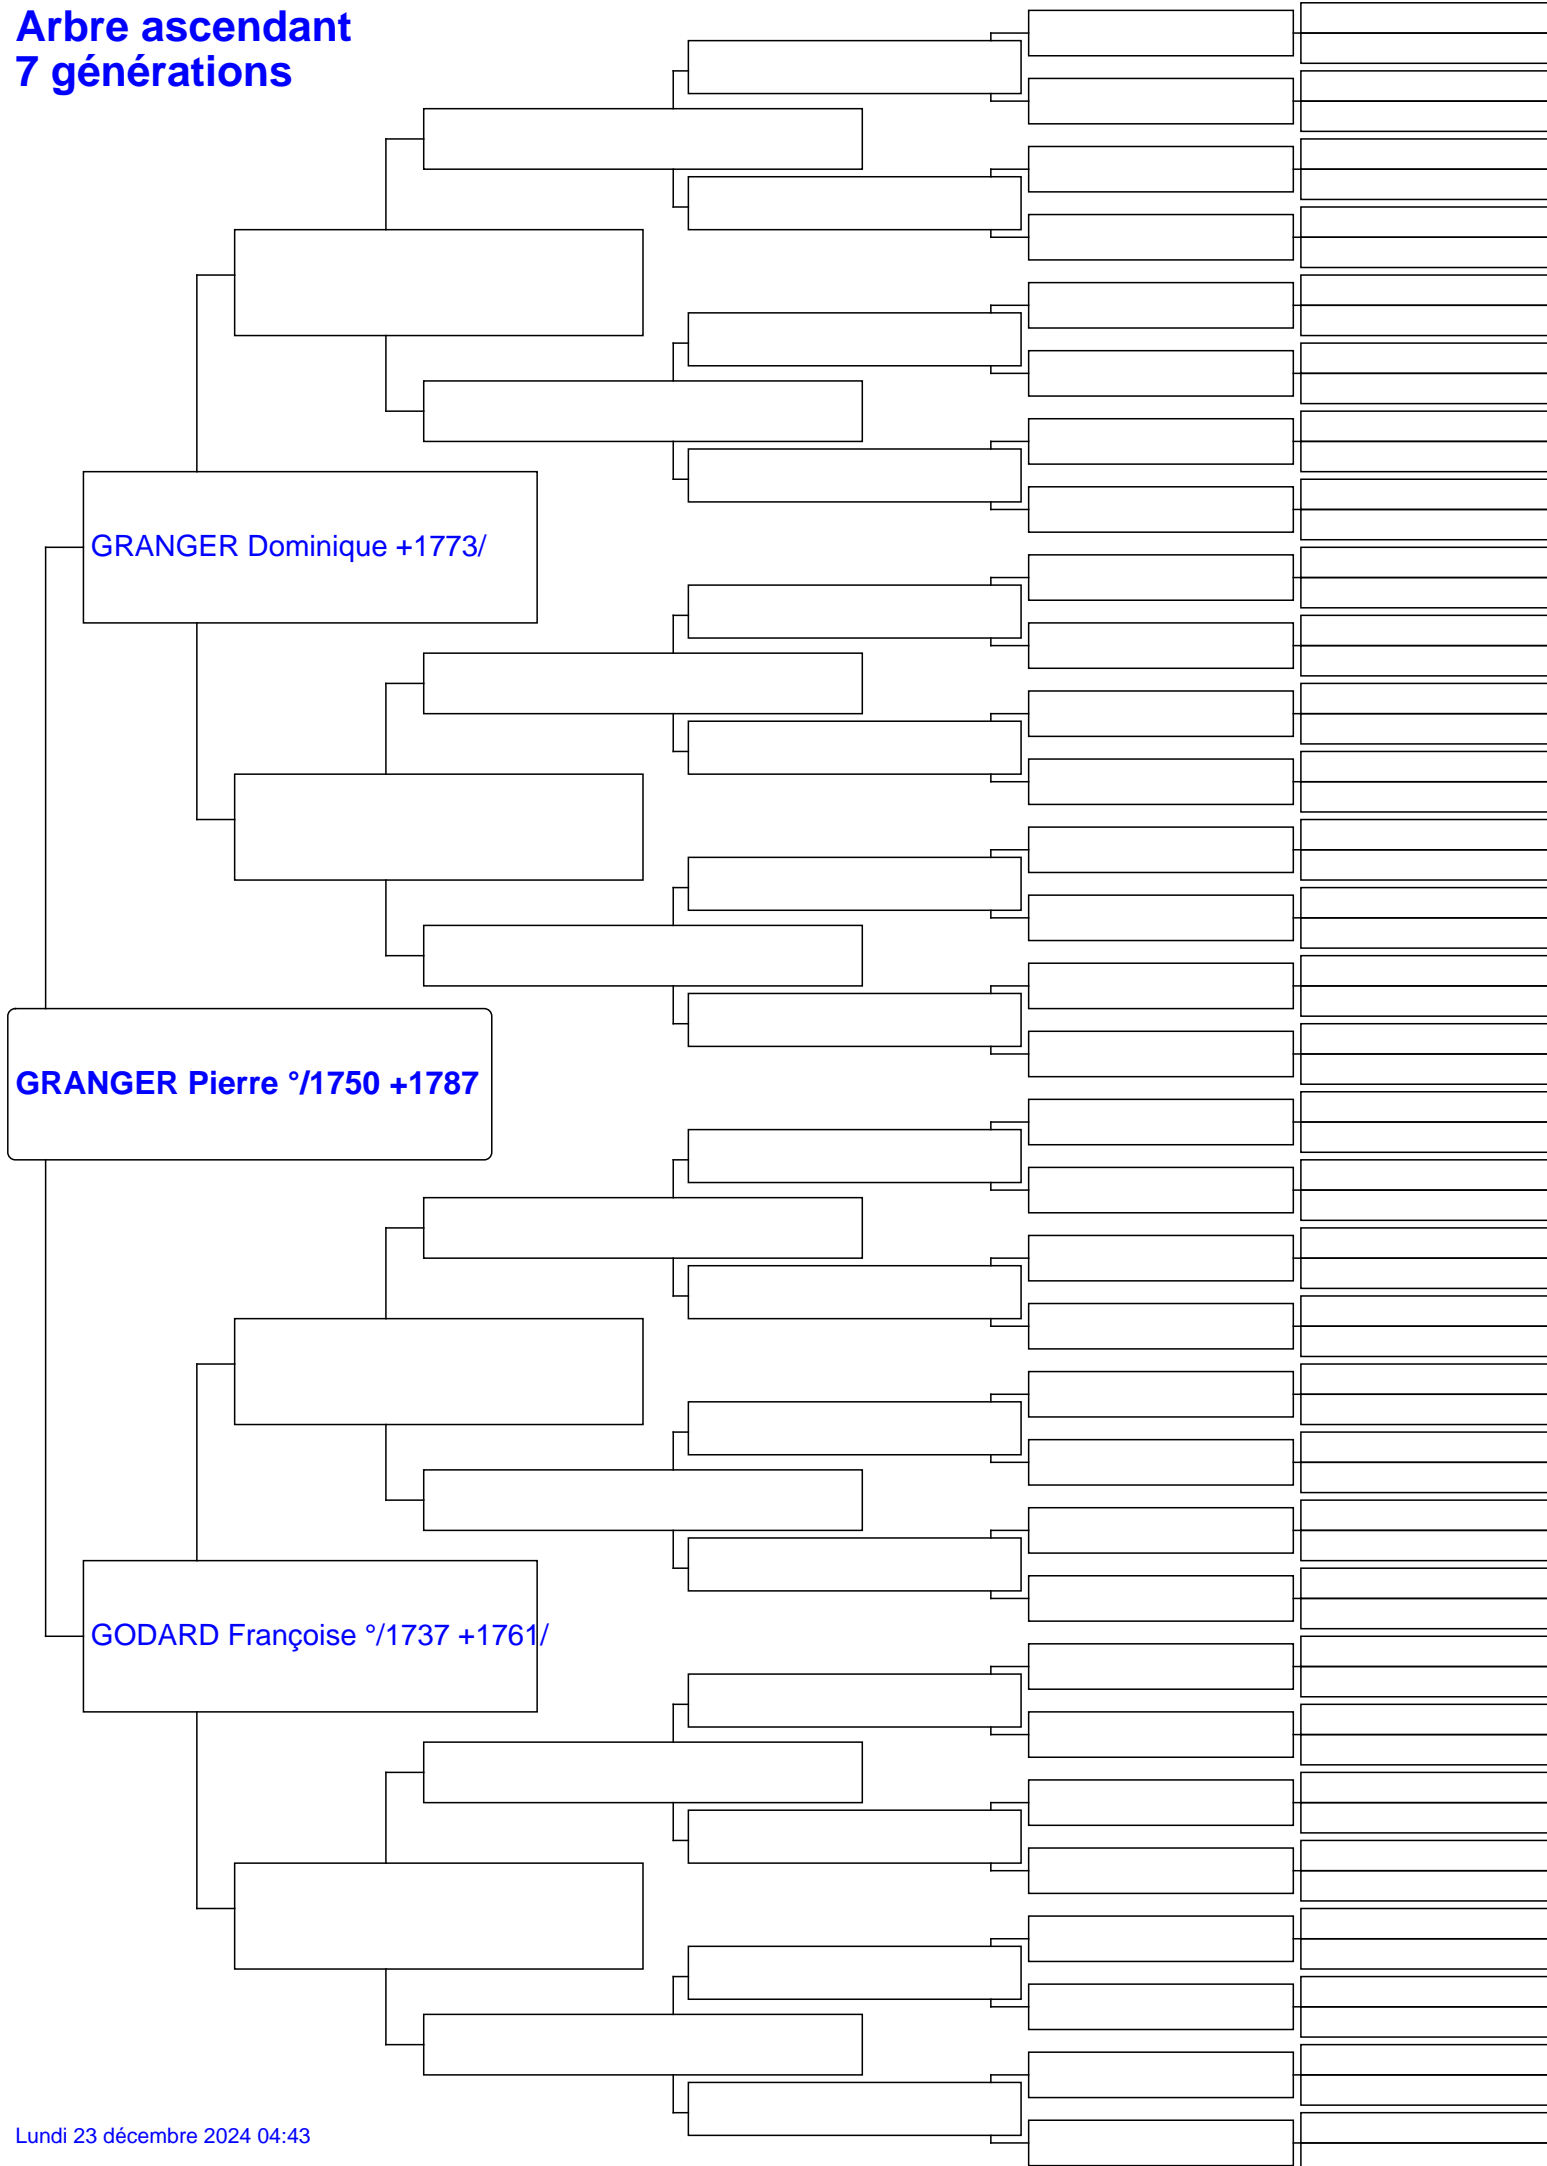 Arbre ascendant
7 générations
GRANGER Dominique +1773/
GRANGER Pierre °/1750 +1787
GODARD Françoise °/1737 +1761/
Lundi 23 décembre 2024 04:43